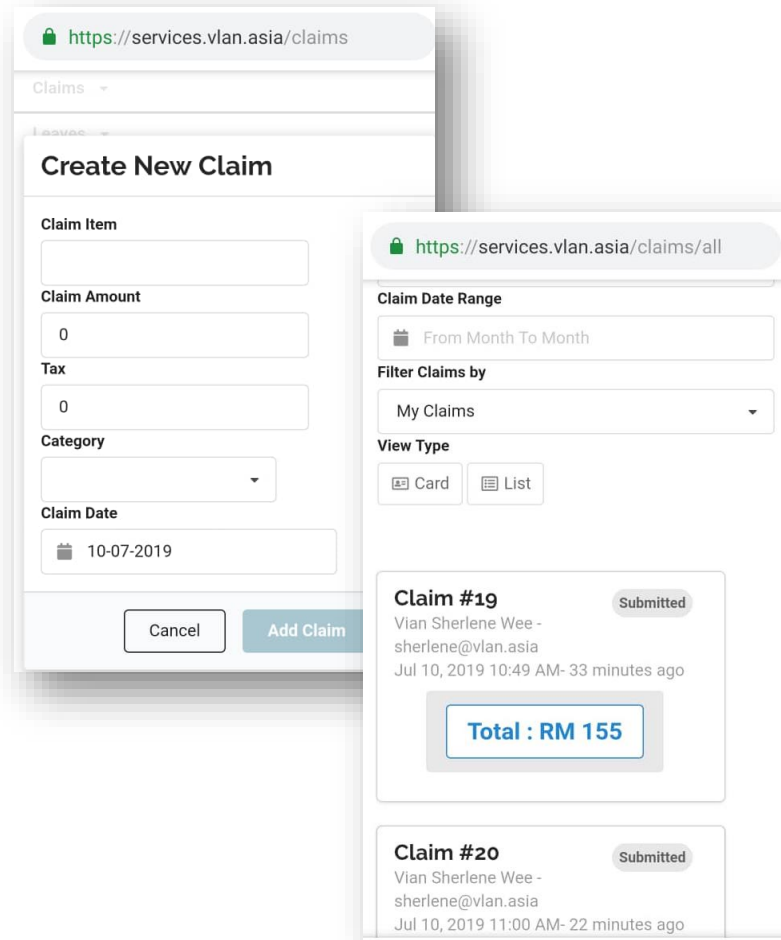 https://services.vlan.asia/claims
Claims
Leaves
Create New Claim
Claim Item
Claim Amount
0
Tax
0
Category
Claim Date
10-07-2019
Cancel
Add Claim
https://services.vlan.asia/claims/all
Claim Date Range
From Month To Month
Filter Claims by
My Claims
View Type
Card
List
Claim #19
Submitted
Vian Sherlene Wee -
sherlene@vlan.asia
Jul 10, 2019 10:49 AM- 33 minutes ago
Total : RM 155
Claim #20
Submitted
Vian Sherlene Wee -
sherlene@vlan.asia
Jul 10, 2019 11:00 AM- 22 minutes ago